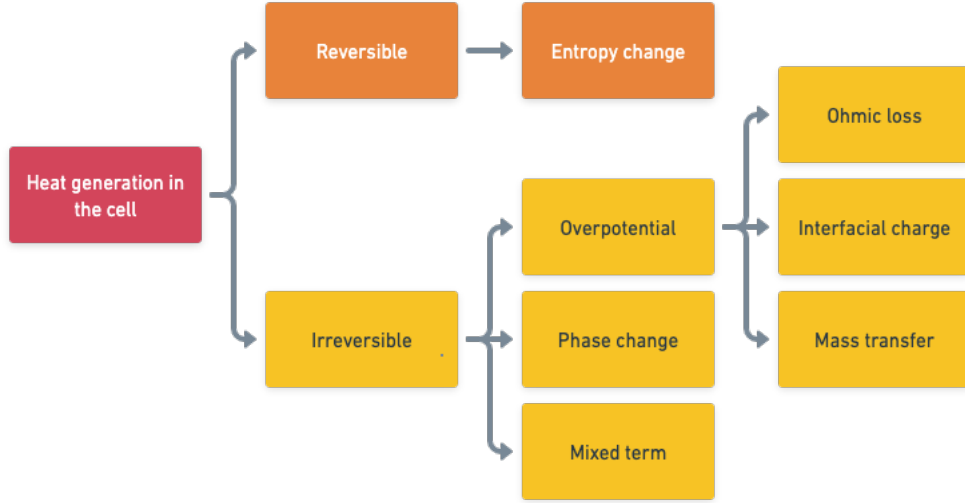 Reversible
Entropy change
Ohmic loss
Heat generation in
the cell
Overpotential
Interfacial charge
Irreversible
Phase change
Mass transfer
Mixed term